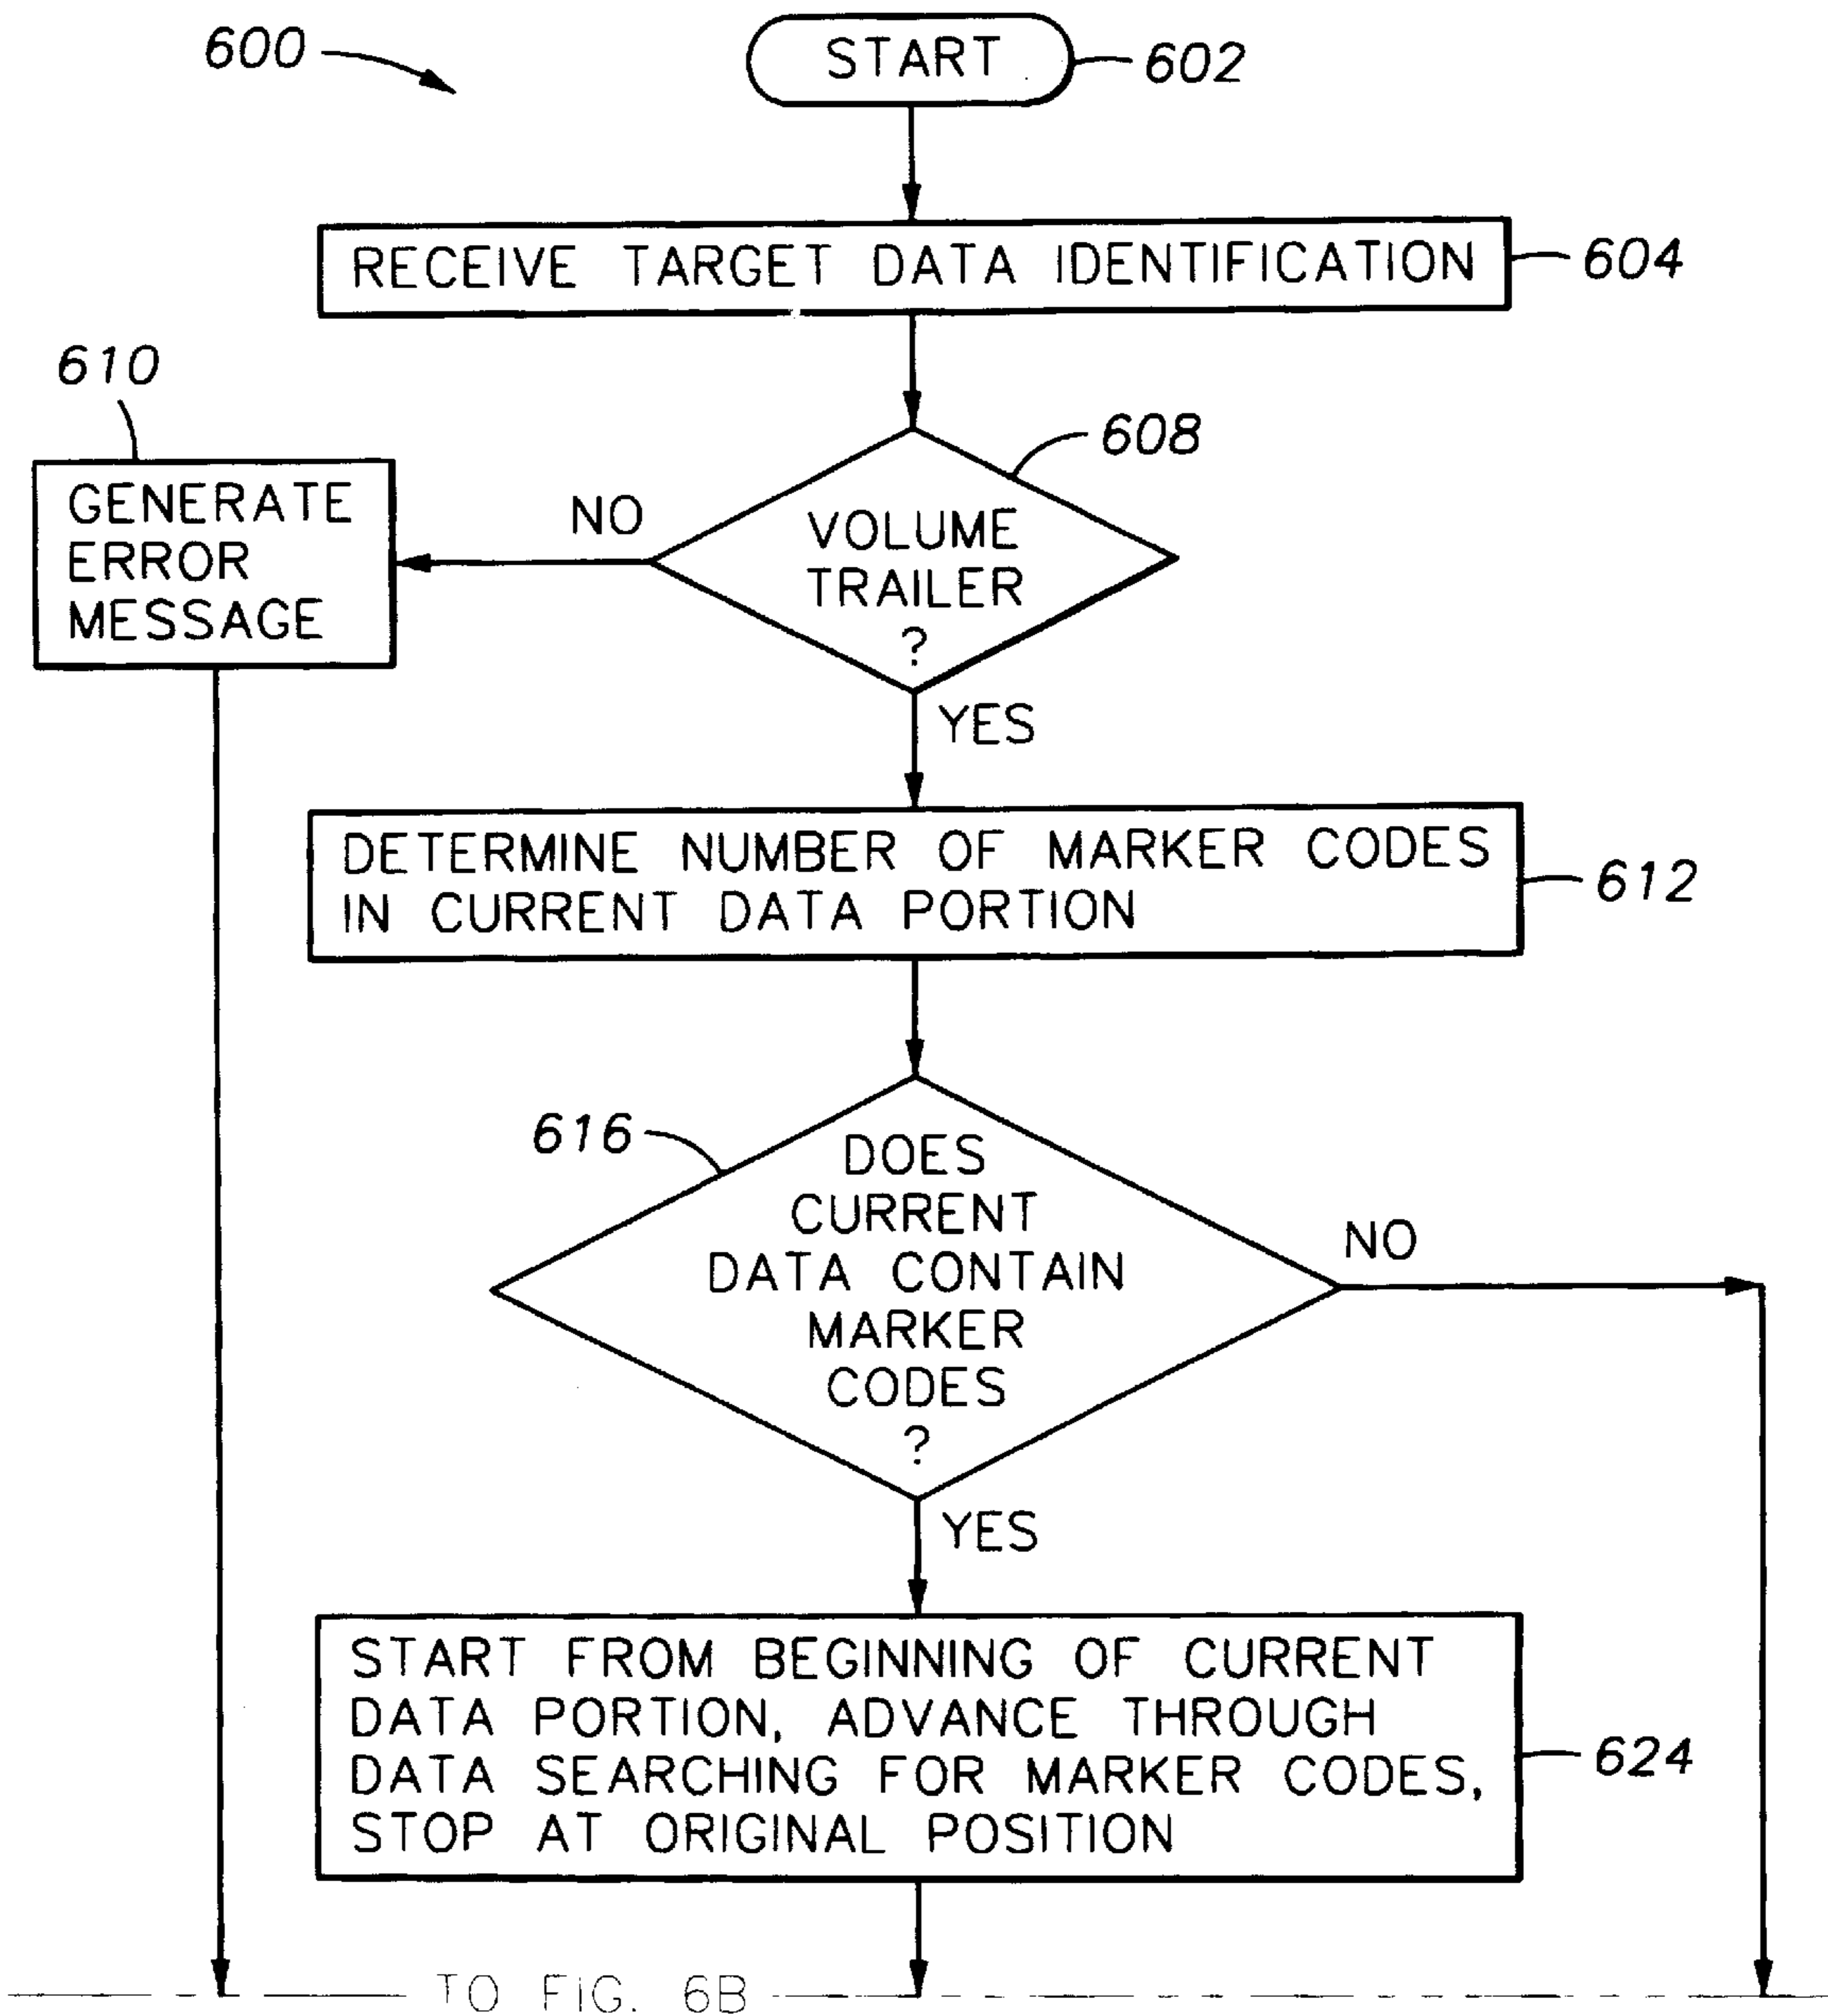 600
START
602
RECEIVE TARGET DATA IDENTIFICATION
604
610
608
GENERATE
ERROR
MESSAGE
NO
VOLUME
TRAILER
?
YES
DETERMINE NUMBER OF MARKER CODES
IN CURRENT DATA PORTION
612
616
DOES
CURRENT
DATA CONTAIN
MARKER
CODES
?
NO
YES
START FROM BEGINNING OF CURRENT
DATA PORTION, ADVANCE THROUGH
DATA SEARCHING FOR MARKER CODES,
STOP AT ORIGINAL POSITION
624
TO FIG. 6B